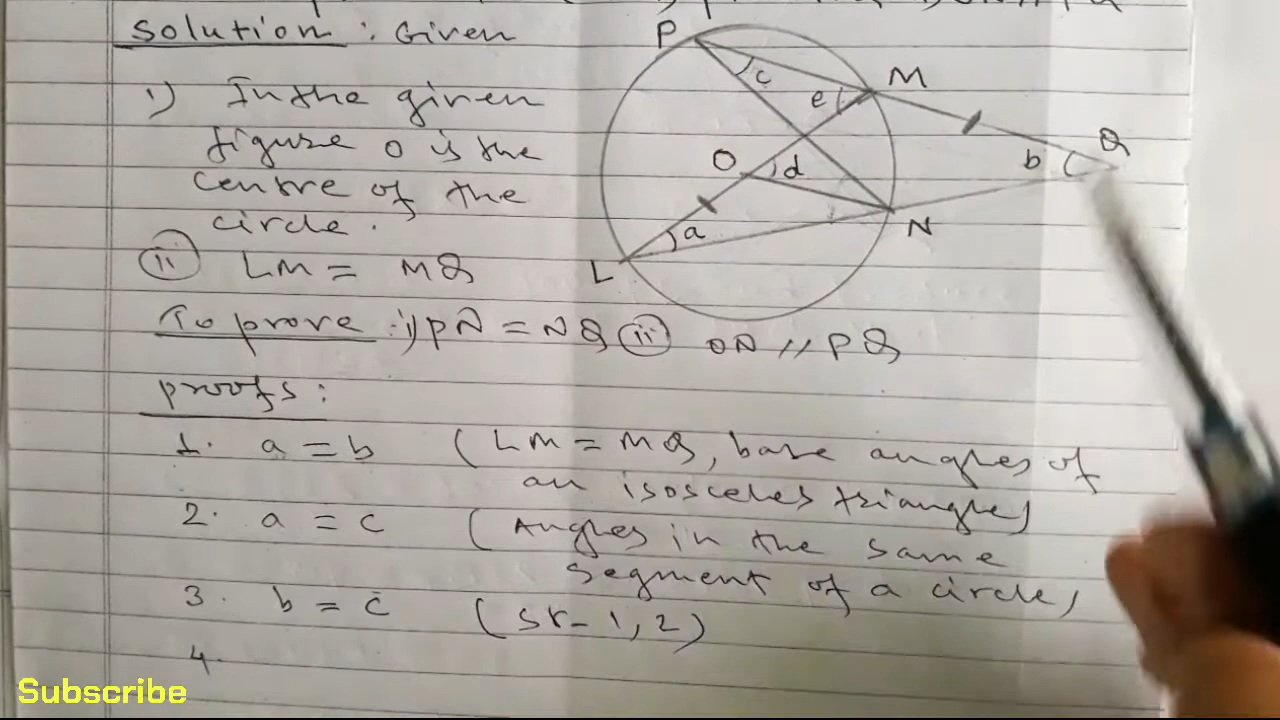 Solution : Given
i) In the given
figure O is the
centre of the
circle.
ii) LM = MQ
To prove : i) PN = NQ ii) ON // PQ
Proofs :
1. a = b (LM = MQ, base angles of
an isosceles triangle)
2. a = c (Angles in the same
segment of a circle)
3. b = c (Sr- 1, 2)
4.
P
c
M
e
O
d
b
Q
a
N
L
Subscribe